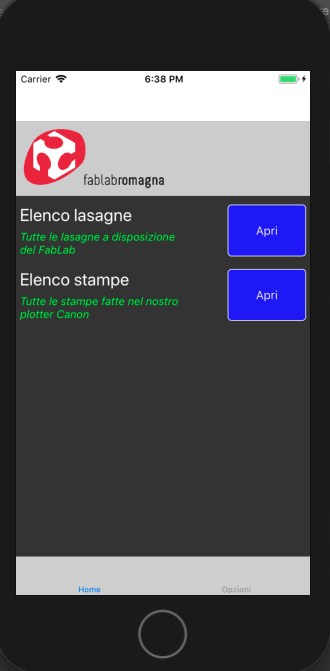 Carrier
6:38 PM
fablabromagna
Elenco lasagne
Tutte le lasagne a disposizione
del FabLab
Apri
Elenco stampe
Tutte le stampe fatte nel nostro
plotter Canon
Apri
Home
Opzioni